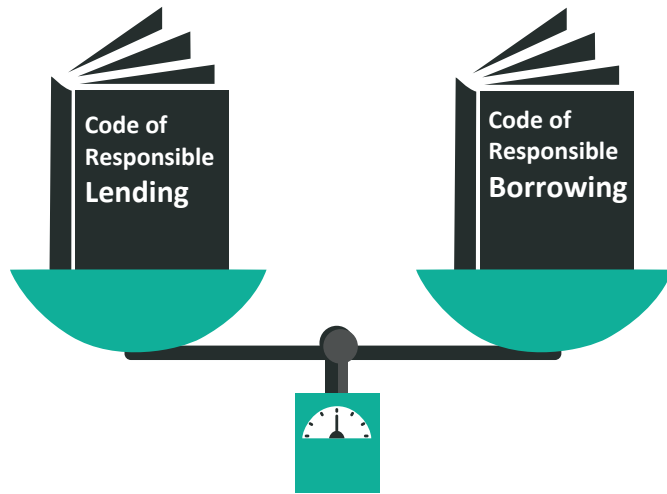 Code of
Responsible
Lending
Code of
Responsible
Borrowing